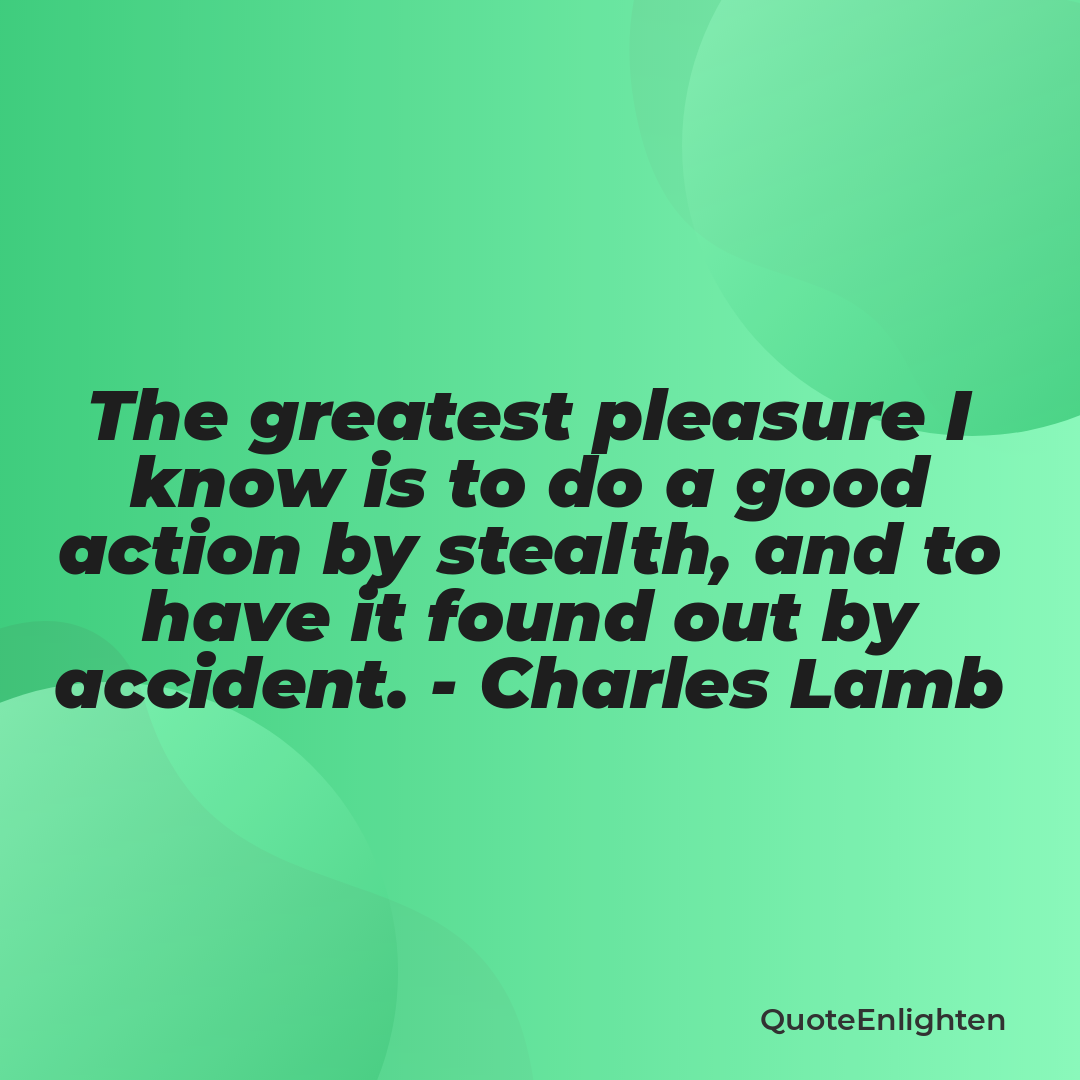 The greatest pleasure I
know is to do a good
action by stealth, and to
have it found out by
accident. - Charles Lamb
QuoteEnlighten